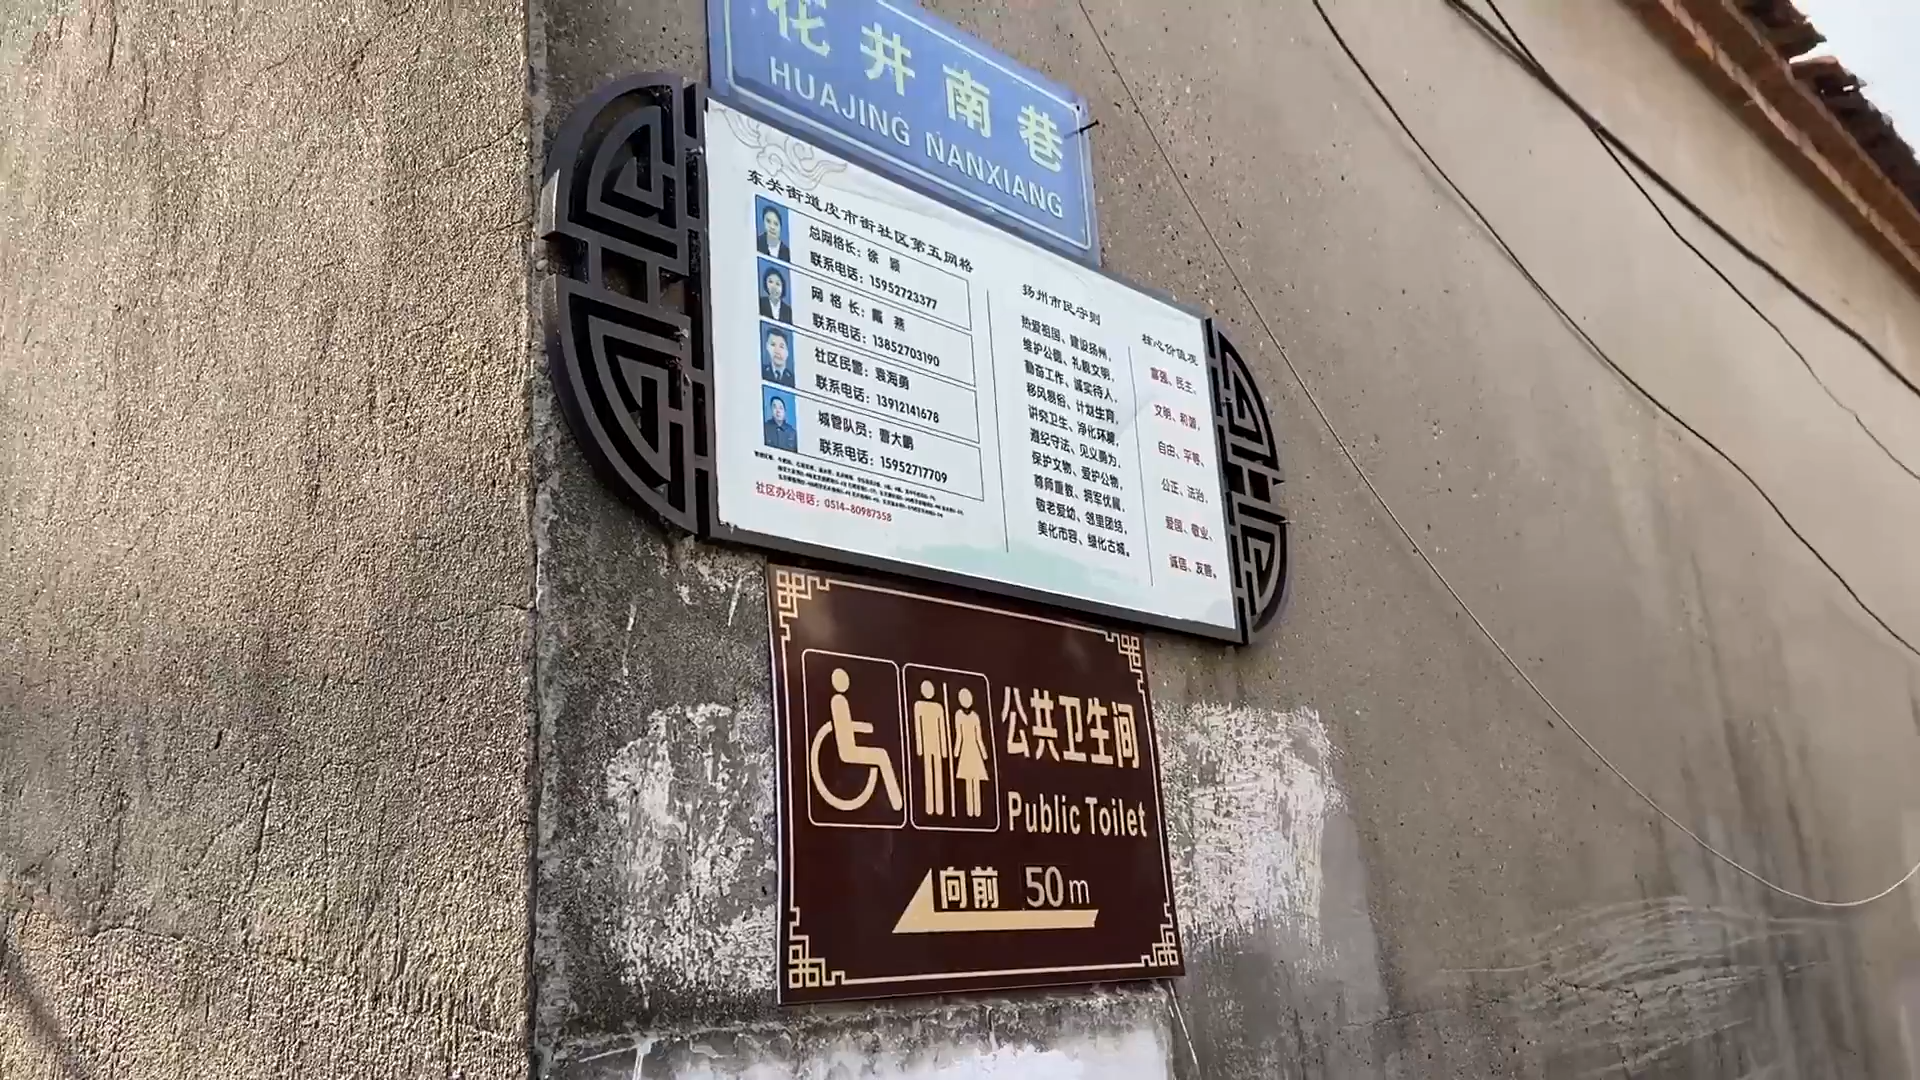 花井南巷
HUAJING NANXIANG
东关街道皮市街社区第五网格
总网格长：徐 颖
联系电话：15952723377
网 格 长：戴 燕
联系电话：13852703190
社区民警：袁海勇
联系电话：13912141678
城管队员：曹大鹏
联系电话：15952717709
社区办公电话：0514-80987358
扬州市民守则
热爱祖国、建设扬州，
维护公德、礼貌文明，
勤奋工作、诚实待人，
移风易俗、计划生育，
讲究卫生、净化环境，
遵纪守法、见义勇为，
保护文物、爱护公物，
尊师重教、拥军优属，
敬老爱幼、邻里团结，
美化市容、绿化古城。
核心价值观
富强、民主、
文明、和谐，
自由、平等、
公正、法治，
爱国、敬业、
诚信、友善。
公共卫生间
Public Toilet
向前 50m